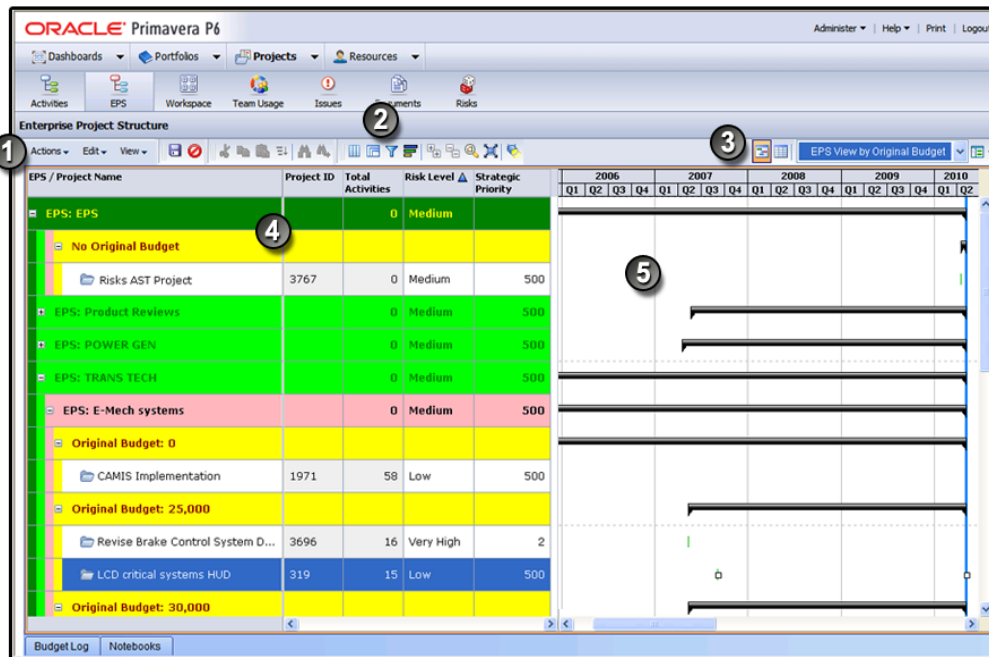 ORACLE Primavera P6
Administer | Help | Print | Logout
Dashboards Portfolios Projects Resources
Activities EPS Workspace Team Usage Issues Documents Risks
2
Enterprise Project Structure
3
1 Actions Edit View EPS View by Original Budget
EPS / Project Name Project ID Total Activities Risk Level Strategic Priority
2006 2007 2008 2009 2010
Q1 Q2 Q3 Q4 Q1 Q2 Q3 Q4 Q1 Q2 Q3 Q4 Q1 Q2 Q3 Q4 Q1 Q2
EPS: EPS 0 Medium
4
No Original Budget
5
Risks AST Project 3767 0 Medium 500
EPS: Product Reviews 0 Medium 500
EPS: POWER GEN 0 Medium 500
EPS: TRANS TECH 0 Medium 500
EPS: E-Mech systems 0 Medium 500
Original Budget: 0
CAMIS Implementation 1971 58 Low 500
Original Budget: 25,000
Revise Brake Control System D... 3696 16 Very High 2
LCD critical systems HUD 319 15 Low 500
Original Budget: 30,000
Budget Log Notebooks